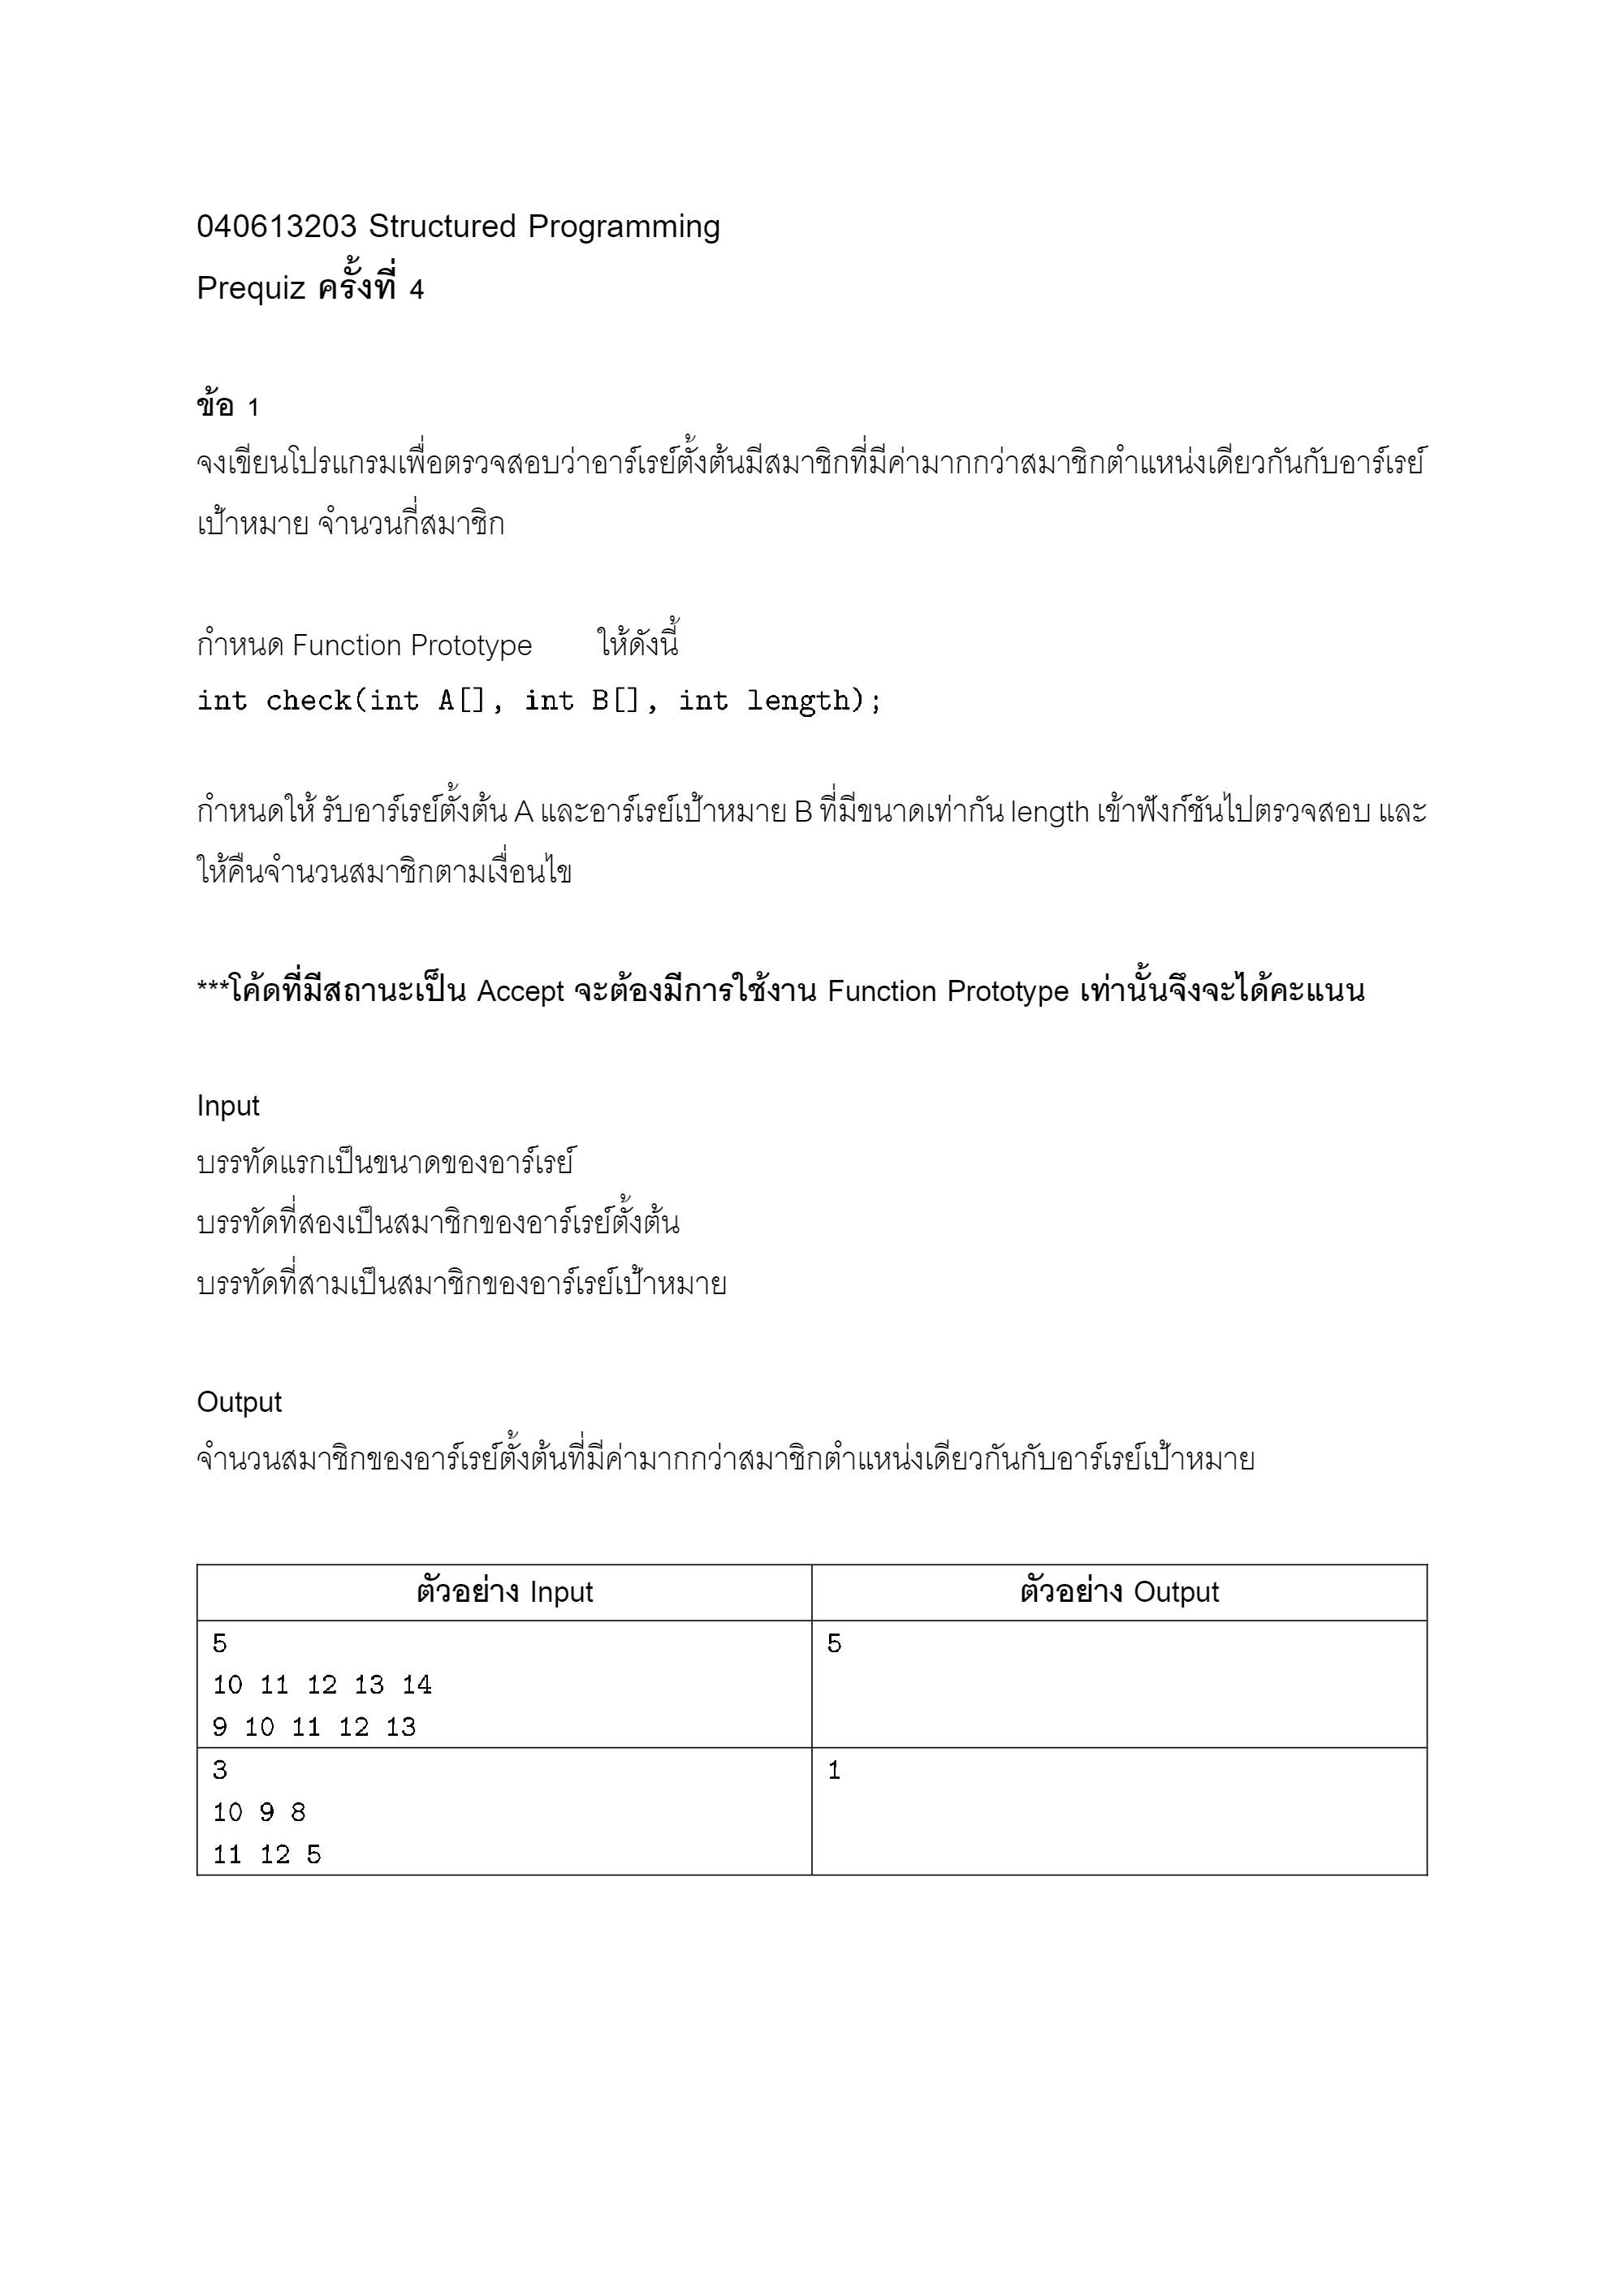 040613203 Structured Programming
Prequiz ครั้งที่ 4
ข้อ 1
จงเขียนโปรแกรมเพื่อตรวจสอบว่าอาร์เรย์ตั้งต้นมีสมาชิกที่มีค่ามากกว่าสมาชิกตำแหน่งเดียวกันกับอาร์เรย์
เป้าหมาย จำนวนกี่สมาชิก
กำหนด Function Prototype ให้ดังนี้
int check(int A[], int B[], int length);
กำหนดให้ รับอาร์เรย์ตั้งต้น A และอาร์เรย์เป้าหมาย B ที่มีขนาดเท่ากัน length เข้าฟังก์ชันไปตรวจสอบ และ
ให้คืนจำนวนสมาชิกตามเงื่อนไข
***โค้ดที่มีสถานะเป็น Accept จะต้องมีการใช้งาน Function Prototype เท่านั้นจึงจะได้คะแนน
Input
บรรทัดแรกเป็นขนาดของอาร์เรย์
บรรทัดที่สองเป็นสมาชิกของอาร์เรย์ตั้งต้น
บรรทัดที่สามเป็นสมาชิกของอาร์เรย์เป้าหมาย
Output
จำนวนสมาชิกของอาร์เรย์ตั้งต้นที่มีค่ามากกว่าสมาชิกตำแหน่งเดียวกันกับอาร์เรย์เป้าหมาย
ตัวอย่าง Input ตัวอย่าง Output
5 5
10 11 12 13 14
9 10 11 12 13
3 1
10 9 8
11 12 5